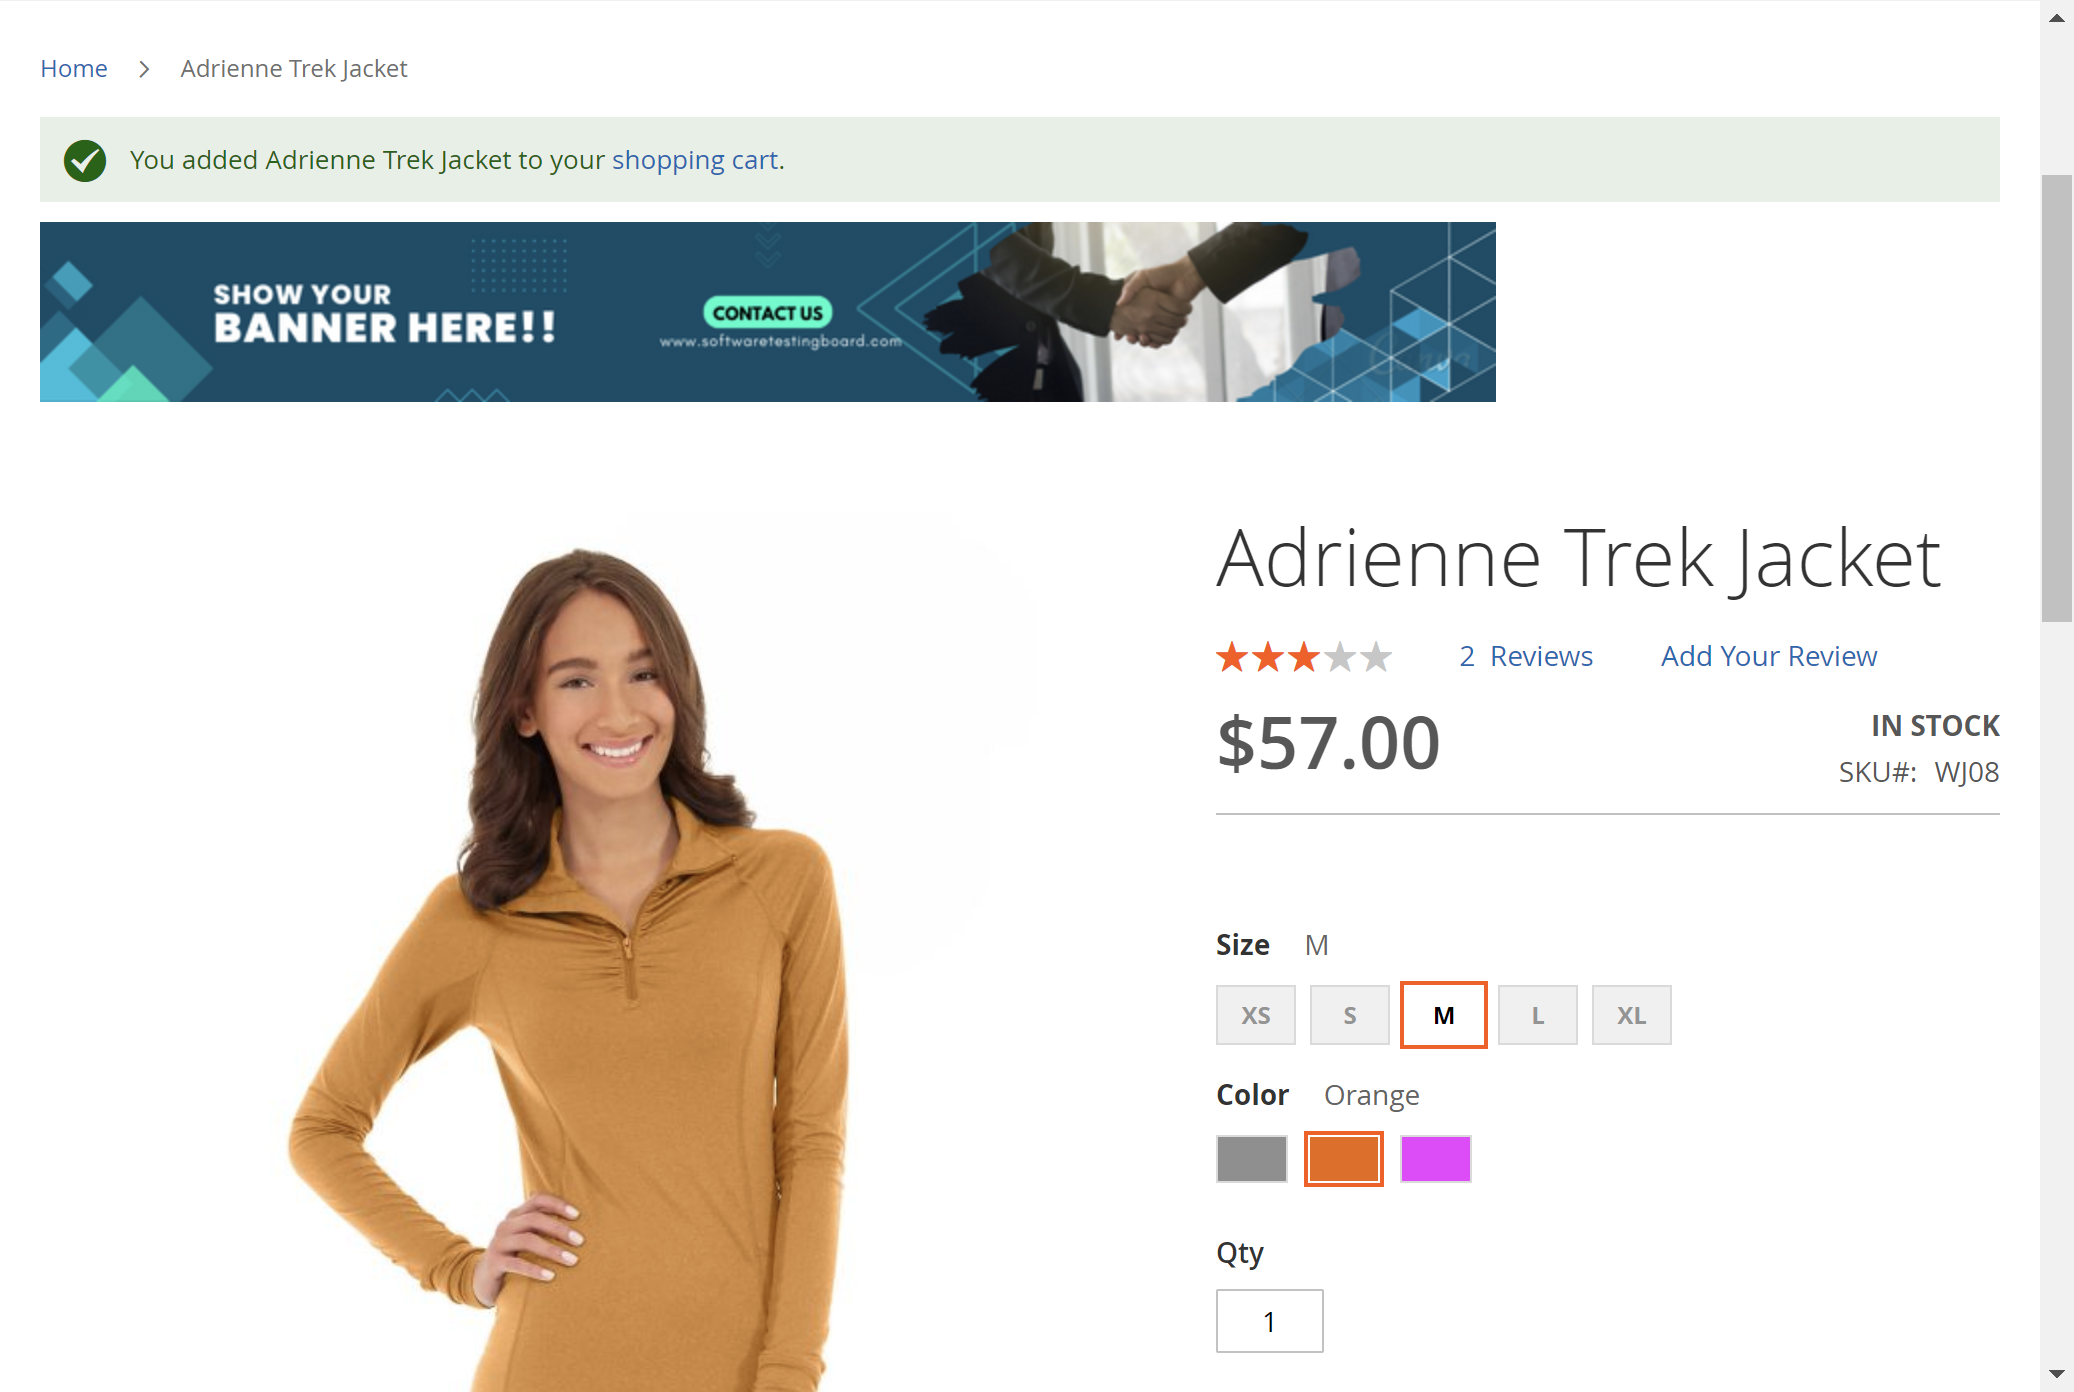 Home > Adrienne Trek Jacket
You added Adrienne Trek Jacket to your shopping cart.
SHOW YOUR
BANNER HERE!!
CONTACT US
www.softwaretestingboard.com
Adrienne Trek Jacket
2 Reviews Add Your Review
$57.00
IN STOCK
SKU#: WJ08
Size M
XS S M L XL
Color Orange
Qty
1